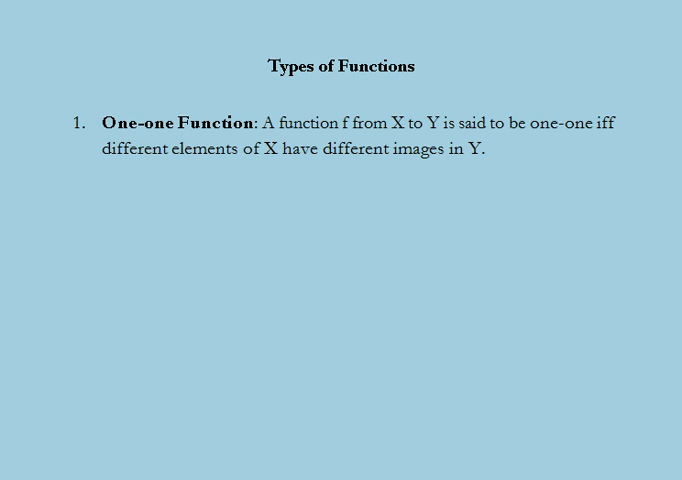 Types of Functions
1. One-one Function: A function f from X to Y is said to be one-one iff
different elements of X have different images in Y.